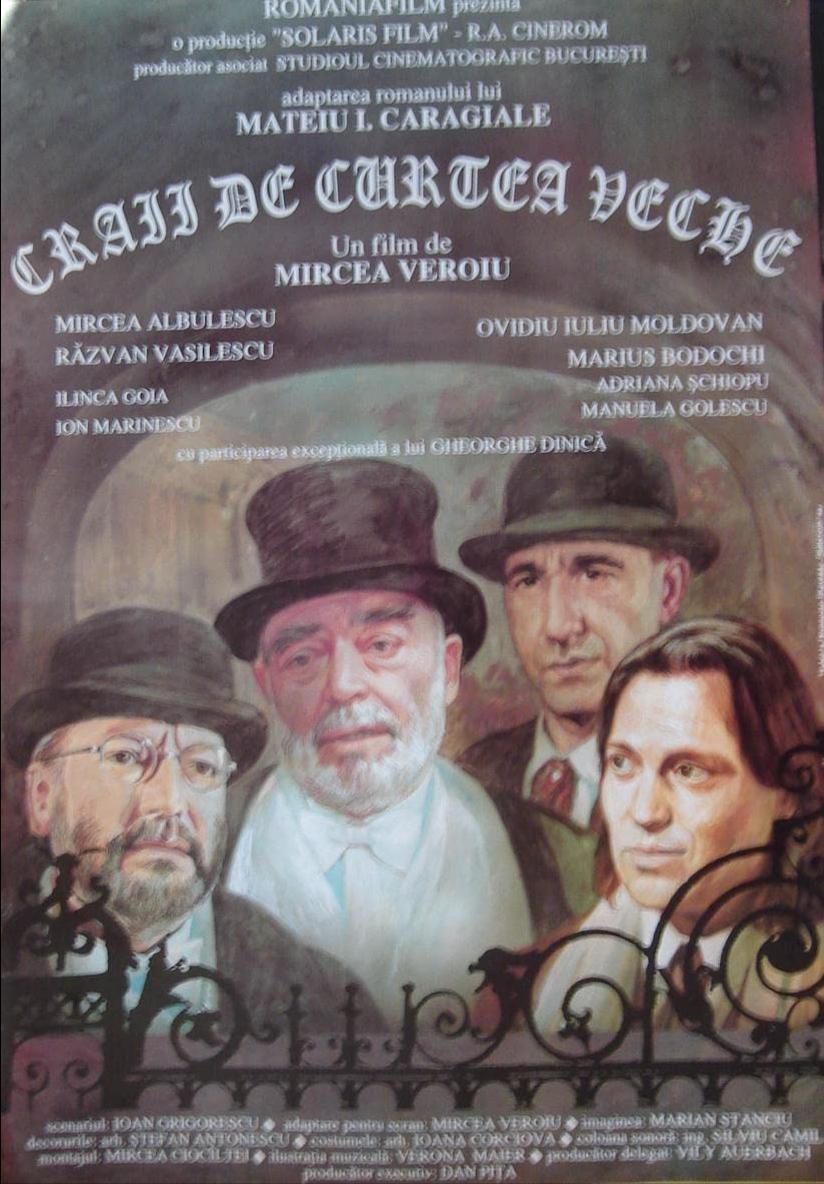 ROMANIAFILM prezintă
o producţie "SOLARIS FILM" - R.A. CINEROM
producător asociat STUDIOUL CINEMATOGRAFIC BUCUREŞTI
adaptarea romanului lui
MATEIU I. CARAGIALE
CRAII DE CURTEA VECHE
Un film de
MIRCEA VEROIU
MIRCEA ALBULESCU
OVIDIU IULIU MOLDOVAN
RĂZVAN VASILESCU
MARIUS BODOCHI
ILINCA GOIA
ADRIANA ŞCHIOPU
ION MARINESCU
MANUELA GOLESCU
cu participarea excepţională a lui GHEORGHE DINICĂ
scenariul: IOAN GRIGORESCU ◆ adaptare pentru ecran: MIRCEA VEROIU ◆ imaginea: MARIAN STANCIU
decorurile: arh. ŞTEFAN ANTONESCU ◆ costumele: arh. IOANA CORCIOVA ◆ coloana sonoră: ing. SILVIU CAMIL
montajul: MIRCEA CIOCÎLTEI ◆ ilustraţia muzicală: VERONA MAIER ◆ producător delegat: VILY AUERBACH
producător executiv: DAN PIŢA